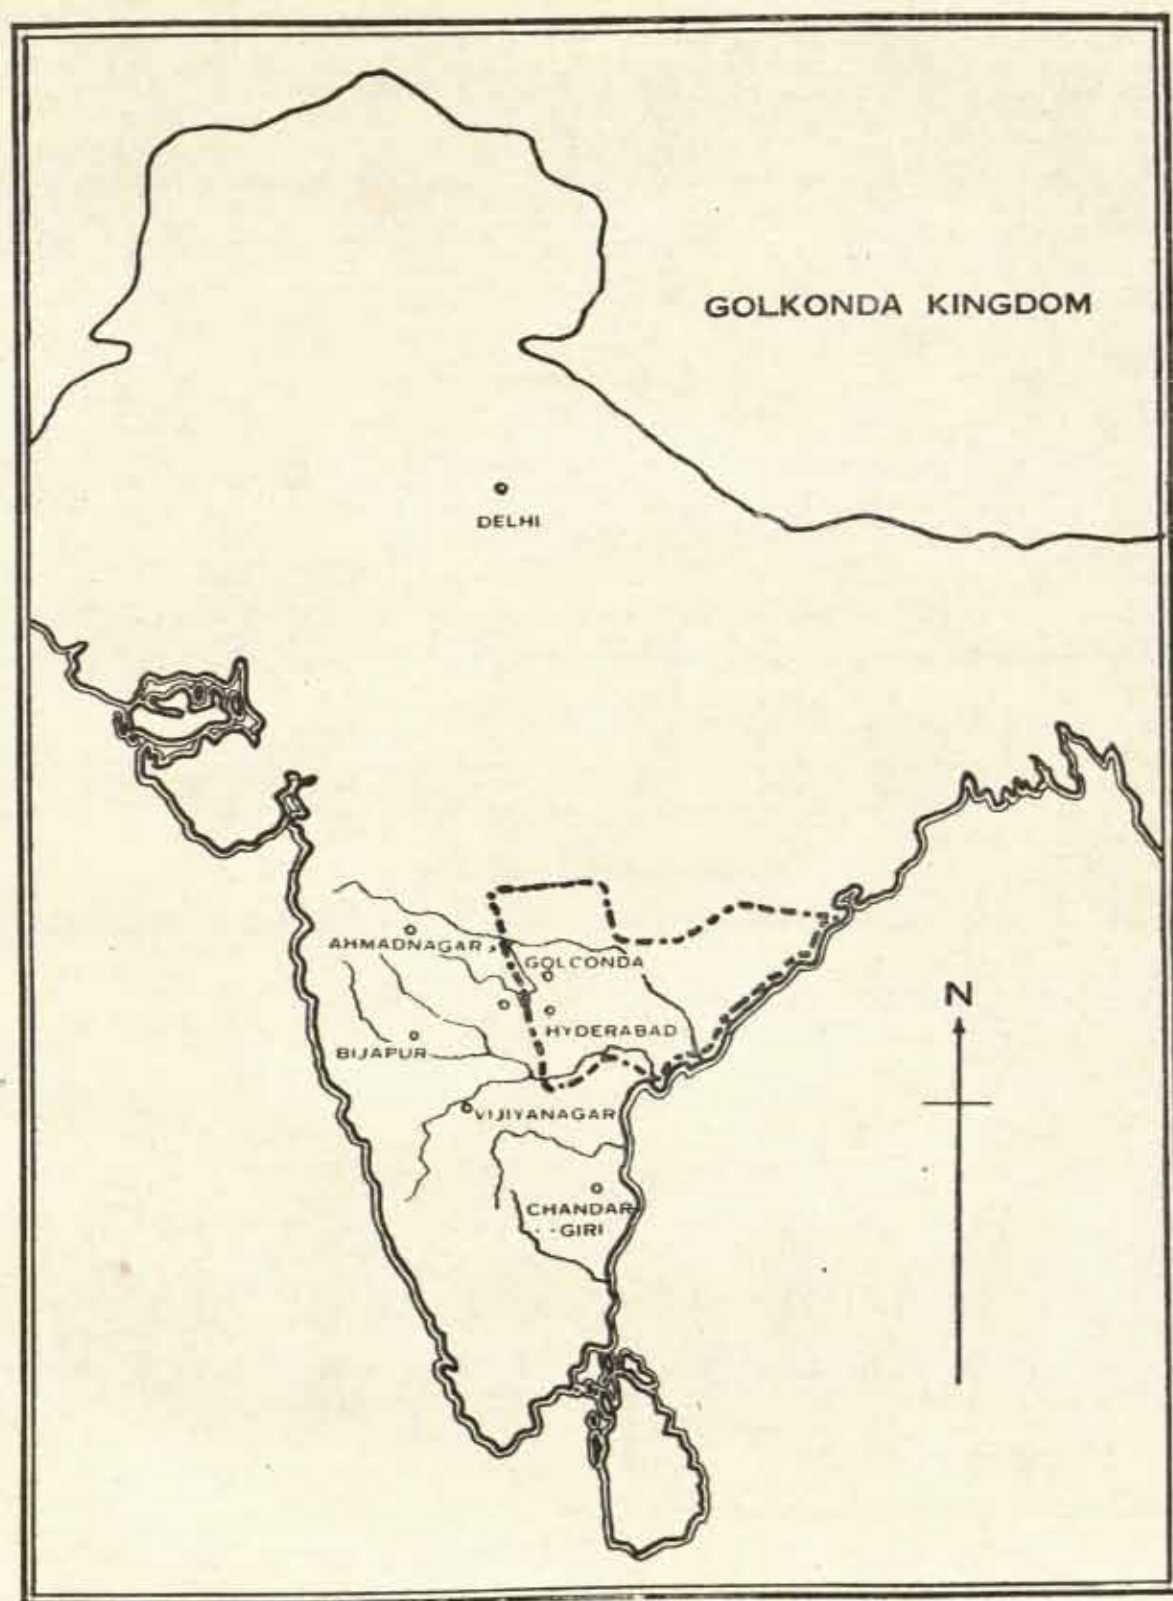 GOLKONDA KINGDOM
DELHI
AHMADNAGAR
GOLCONDA
N
HYDERABAD
BIJAPUR
VIJIYANAGAR
CHANDAR
GIRI